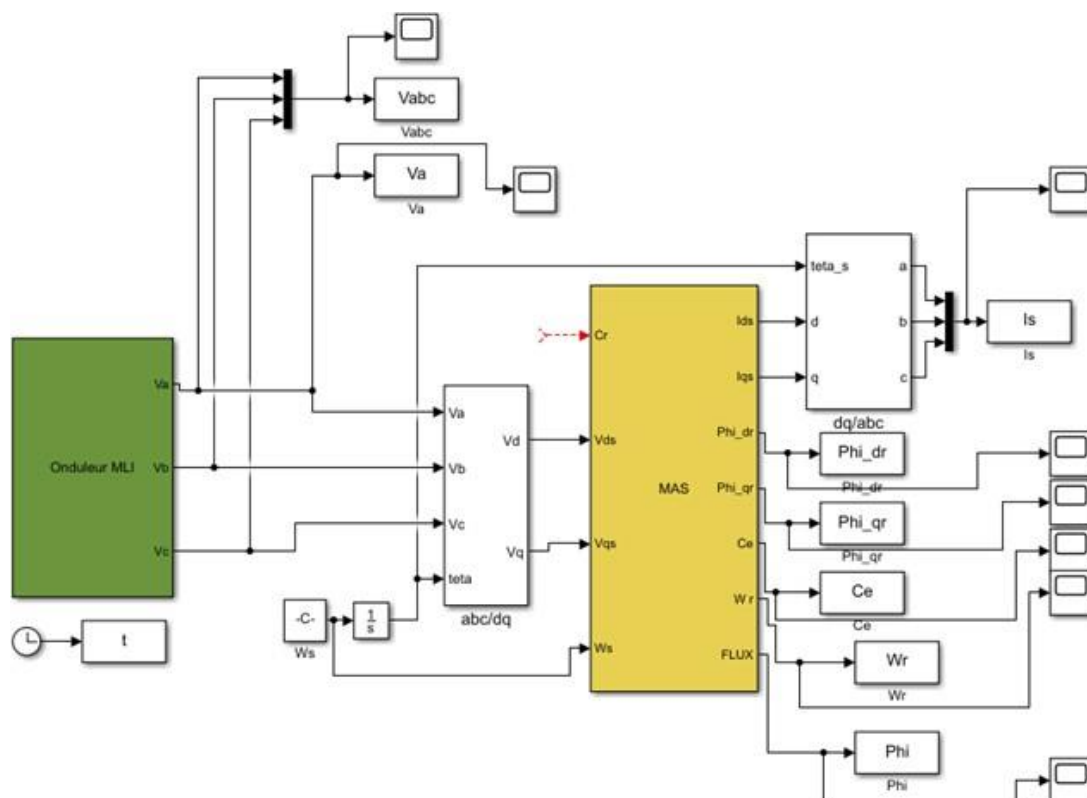 Vabc
Vabc
Va
Va
Onduleur MLI
Va
Vb
Vc
t
-C-
Ws
1
s
Va
Vb
Vc
teta
Vd
Vq
abc/dq
Cr
Vds
Vqs
Ws
MAS
Ids
Iqs
Phi_dr
Phi_qr
Ce
W r
FLUX
teta_s
d
q
a
b
c
dq/abc
Is
Is
Phi_dr
Phi_dr
Phi_qr
Phi_qr
Ce
Ce
Wr
Wr
Phi
Phi